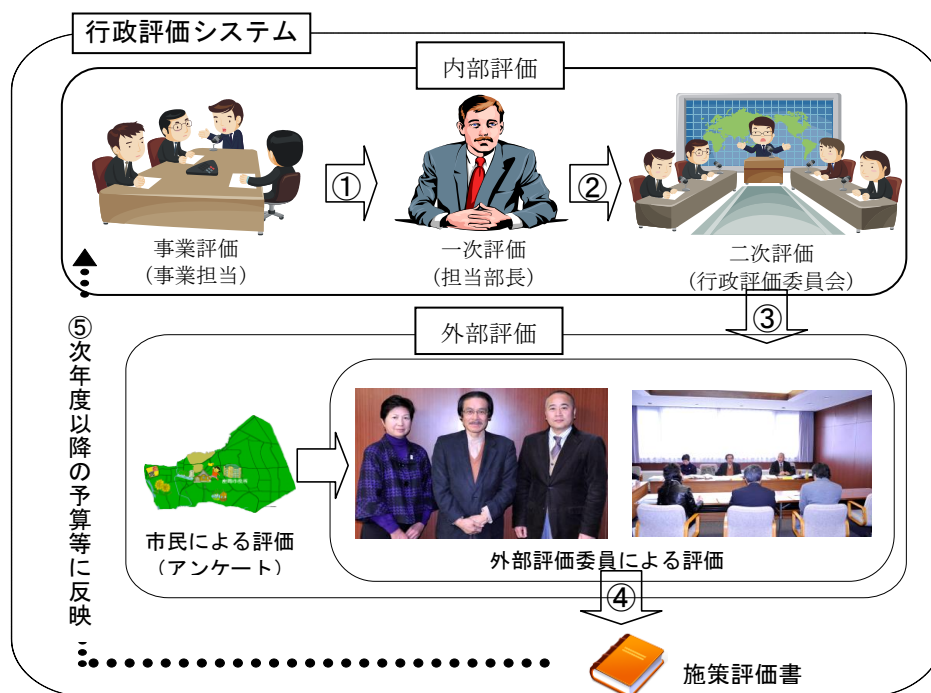 行政評価システム
内部評価
①
②
事業評価
（事業担当）
一次評価
（担当部長）
二次評価
（行政評価委員会）
③
外部評価
市民による評価
（アンケート）
外部評価委員による評価
④
施策評価書
⑤次年度以降の予算等に反映